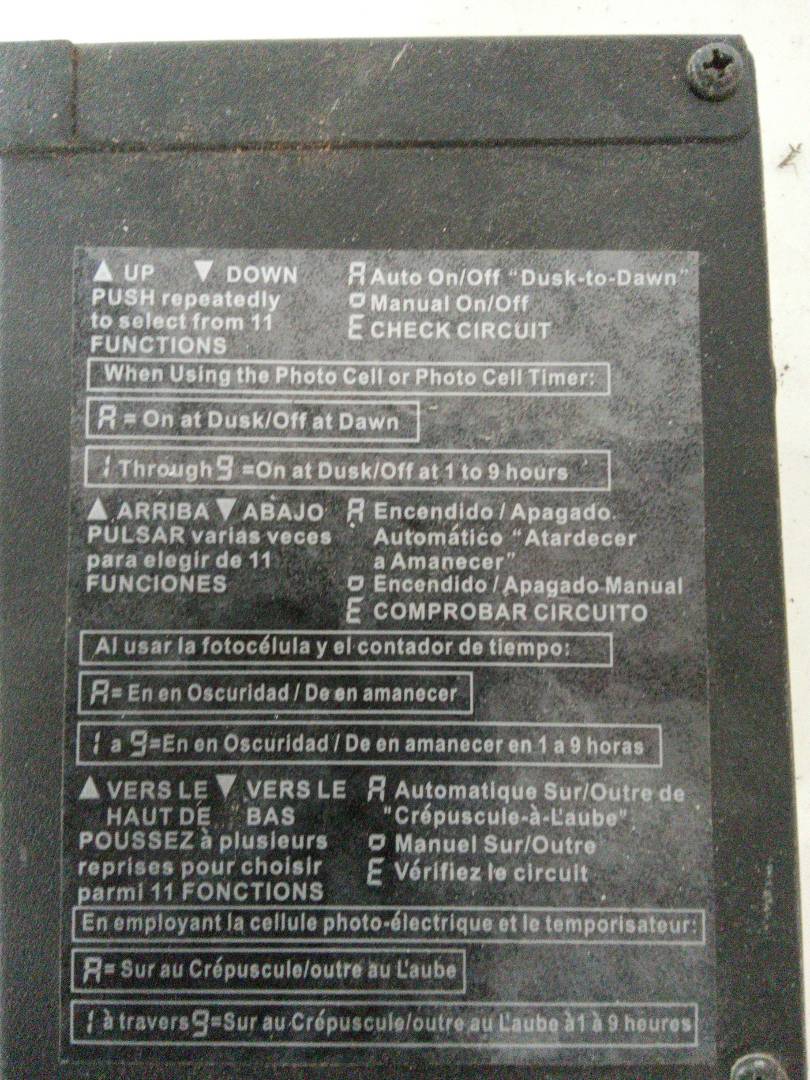 ▲ UP ▼ DOWN
PUSH repeatedly
to select from 11
FUNCTIONS
A Auto On/Off “Dusk-to-Dawn”
o Manual On/Off
E CHECK CIRCUIT
When Using the Photo Cell or Photo Cell Timer:
A = On at Dusk/Off at Dawn
1 Through 9 =On at Dusk/Off at 1 to 9 hours
▲ ARRIBA ▼ ABAJO
PULSAR varias veces
para elegir de 11
FUNCIONES
A Encendido / Apagado
Automático “Atardecer
a Amanecer”
o Encendido / Apagado Manual
E COMPROBAR CIRCUITO
Al usar la fotocélula y el contador de tiempo:
A= En en Oscuridad / De en amanecer
1 a 9=En en Oscuridad / De en amanecer en 1 a 9 horas
▲ VERS LE ▼ VERS LE
HAUT DE BAS
POUSSEZ à plusieurs
reprises pour choisir
parmi 11 FONCTIONS
A Automatique Sur/Outre de
"Crépuscule-à-L'aube"
o Manuel Sur/Outre
E Vérifiez le circuit
En employant la cellule photo-électrique et le temporisateur:
A= Sur au Crépuscule/outre au L'aube
1 à travers 9=Sur au Crépuscule/outre au L'aube à 1 à 9 heures